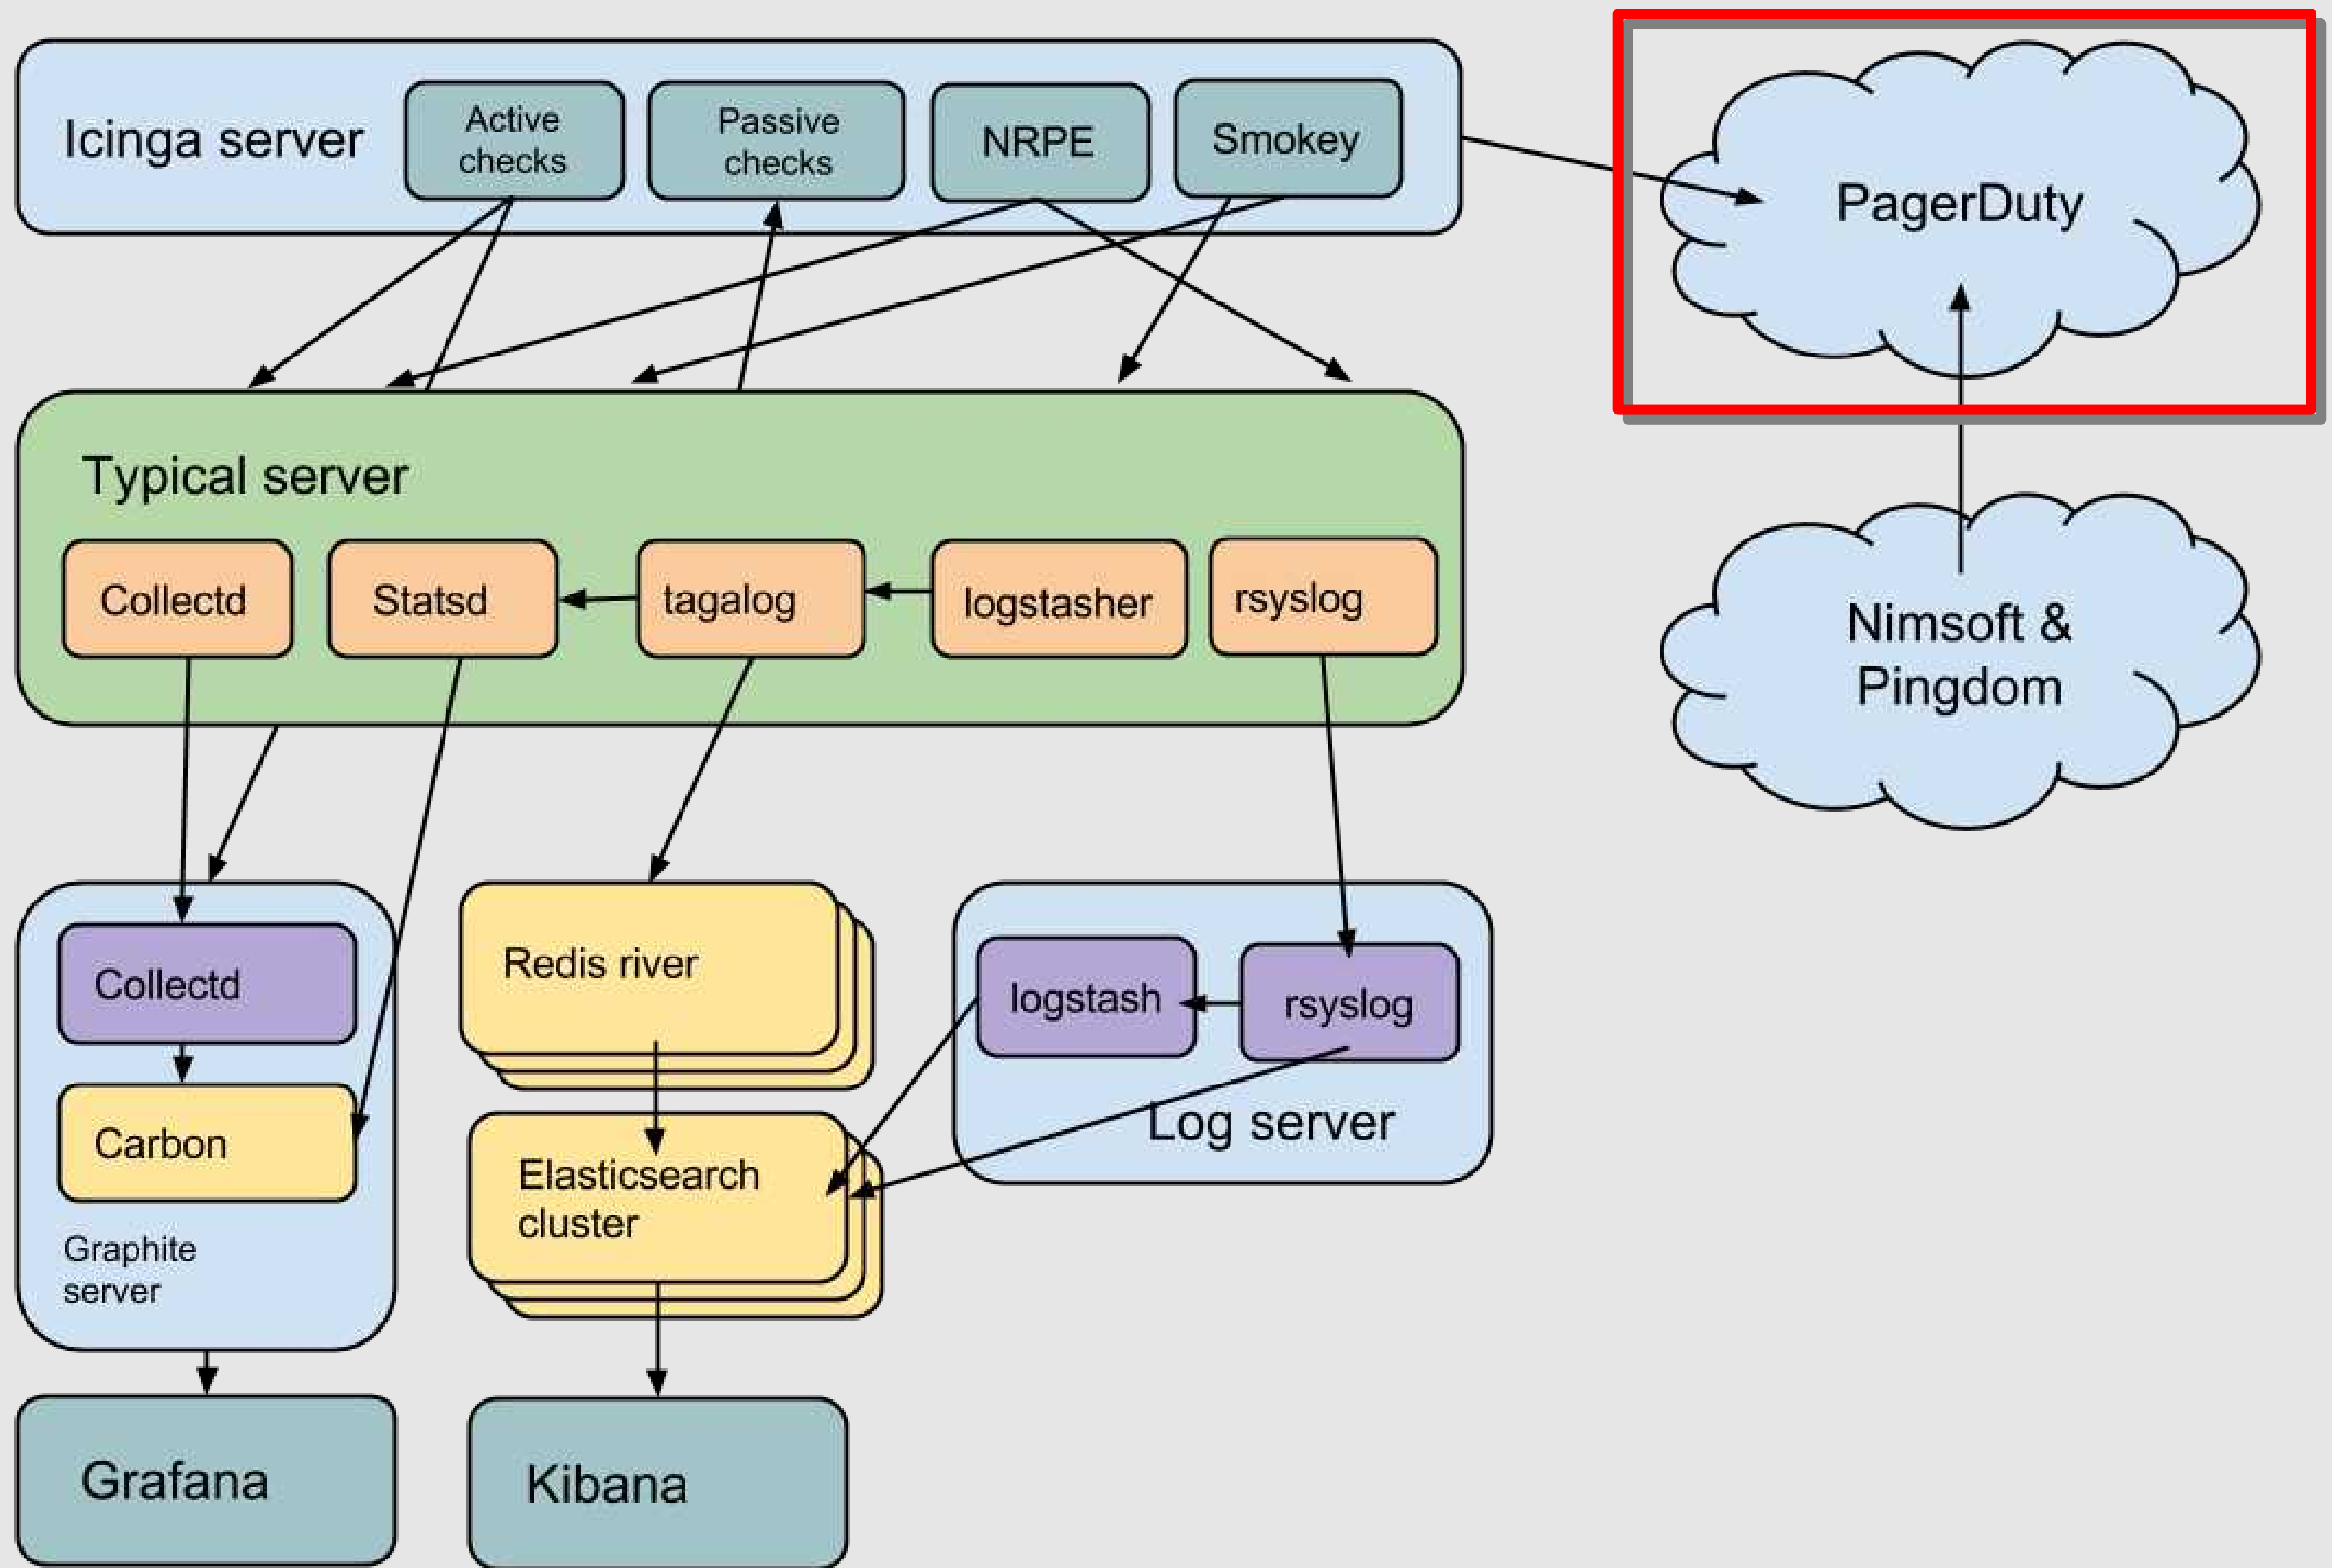 Icinga server
Active
checks
Passive
checks
NRPE
Smokey
PagerDuty
Typical server
Collectd
Statsd
tagalog
logstasher
rsyslog
Nimsoft &
Pingdom
Collectd
Carbon
Graphite
server
Redis river
Elasticsearch
cluster
logstash
rsyslog
Log server
Grafana
Kibana